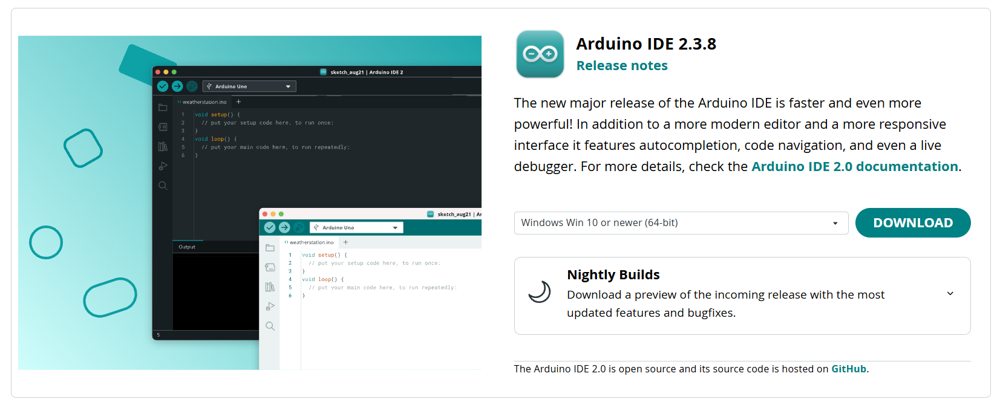 sketch_aug21 | Arduino IDE 2
Arduino Uno
weatherstation.ino
1 void setup() {
2 // put your setup code here, to run once:
3 }
4 void loop() {
5 // put your main code here, to run repeatedly:
6 }
Output
5
sketch_aug21 | Ar
Arduino Uno
weatherstation.ino
1 void setup() {
2 // put your setup code here, to run once:
3 }
4 void loop() {
5 // put your main code here, to run repeatedly:
6 }
Arduino IDE 2.3.8
Release notes
The new major release of the Arduino IDE is faster and even more
powerful! In addition to a more modern editor and a more responsive
interface it features autocompletion, code navigation, and even a live
debugger. For more details, check the Arduino IDE 2.0 documentation.
Windows Win 10 or newer (64-bit)
DOWNLOAD
Nightly Builds
Download a preview of the incoming release with the most
updated features and bugfixes.
The Arduino IDE 2.0 is open source and its source code is hosted on GitHub.